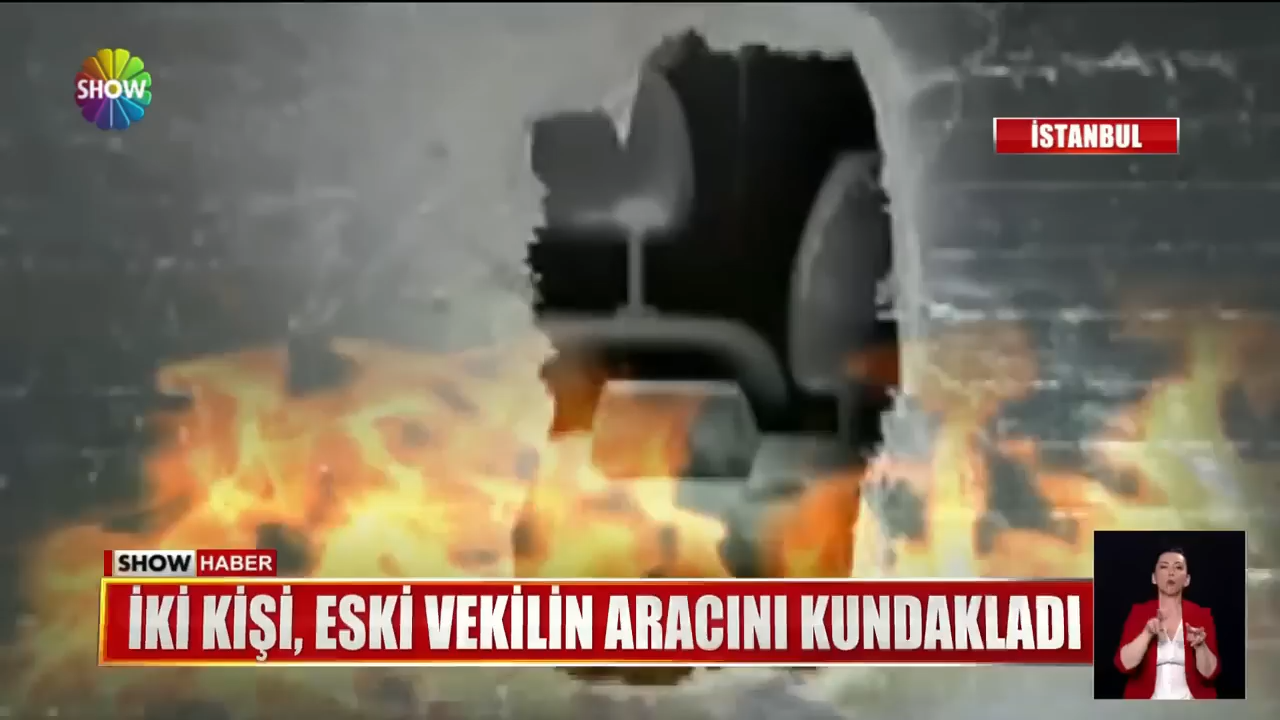 SHOW
İSTANBUL
SHOW HABER
İKİ KİŞİ, ESKİ VEKİLİN ARACINI KUNDAKLADI